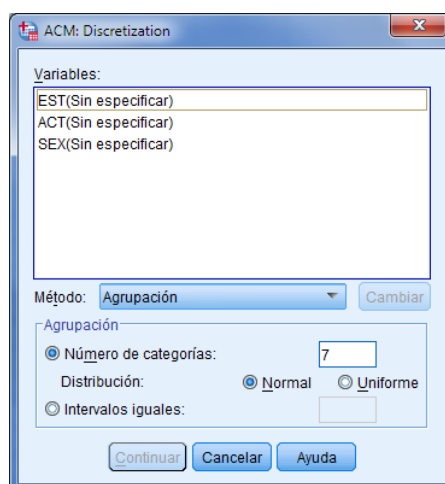 ACM: Discretization
Variables:
EST(Sin especificar)
ACT(Sin especificar)
SEX(Sin especificar)
Método: Agrupación Cambiar
Agrupación
Número de categorías: 7
Distribución: Normal Uniforme
Intervalos iguales:
Continuar Cancelar Ayuda